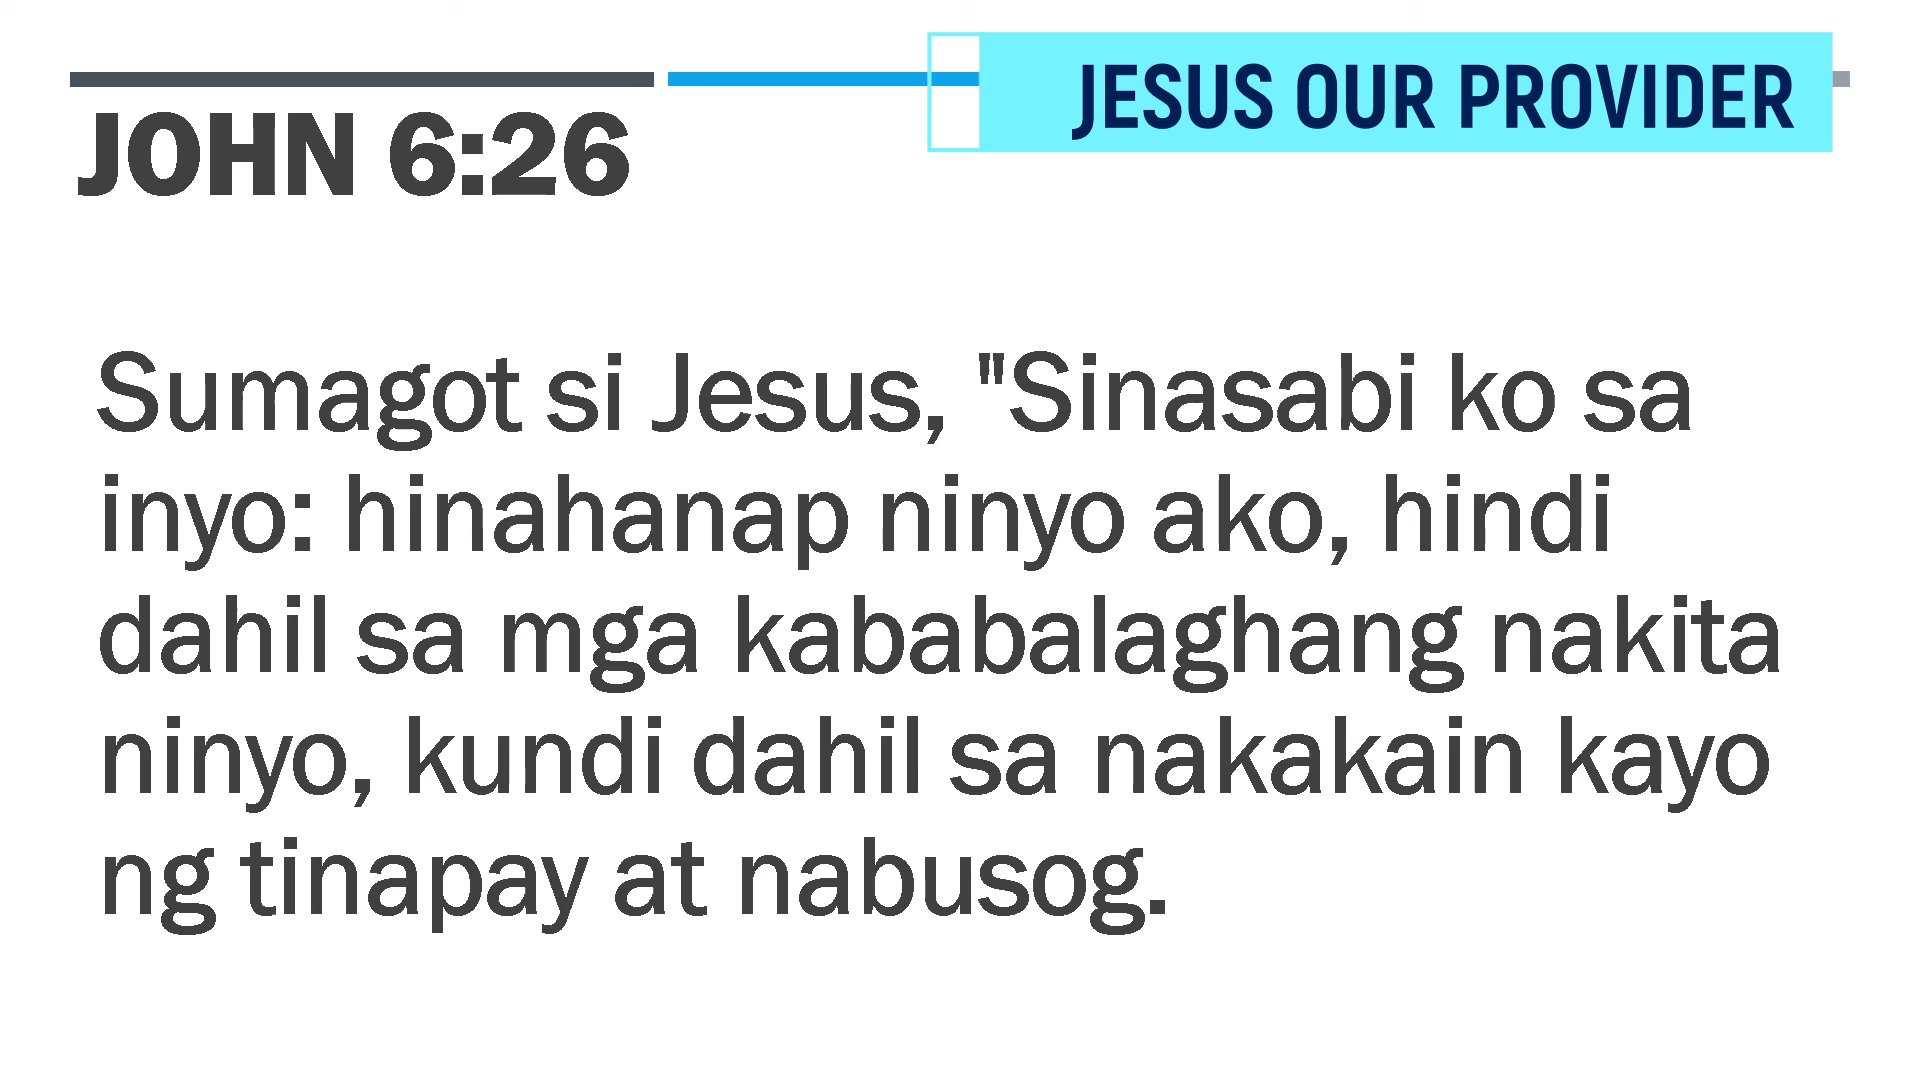 JESUS OUR PROVIDER
JOHN 6:26
Sumagot si Jesus, "Sinasabi ko sa
inyo: hinahanap ninyo ako, hindi
dahil sa mga kababalaghang nakita
ninyo, kundi dahil sa nakakain kayo
ng tinapay at nabusog.